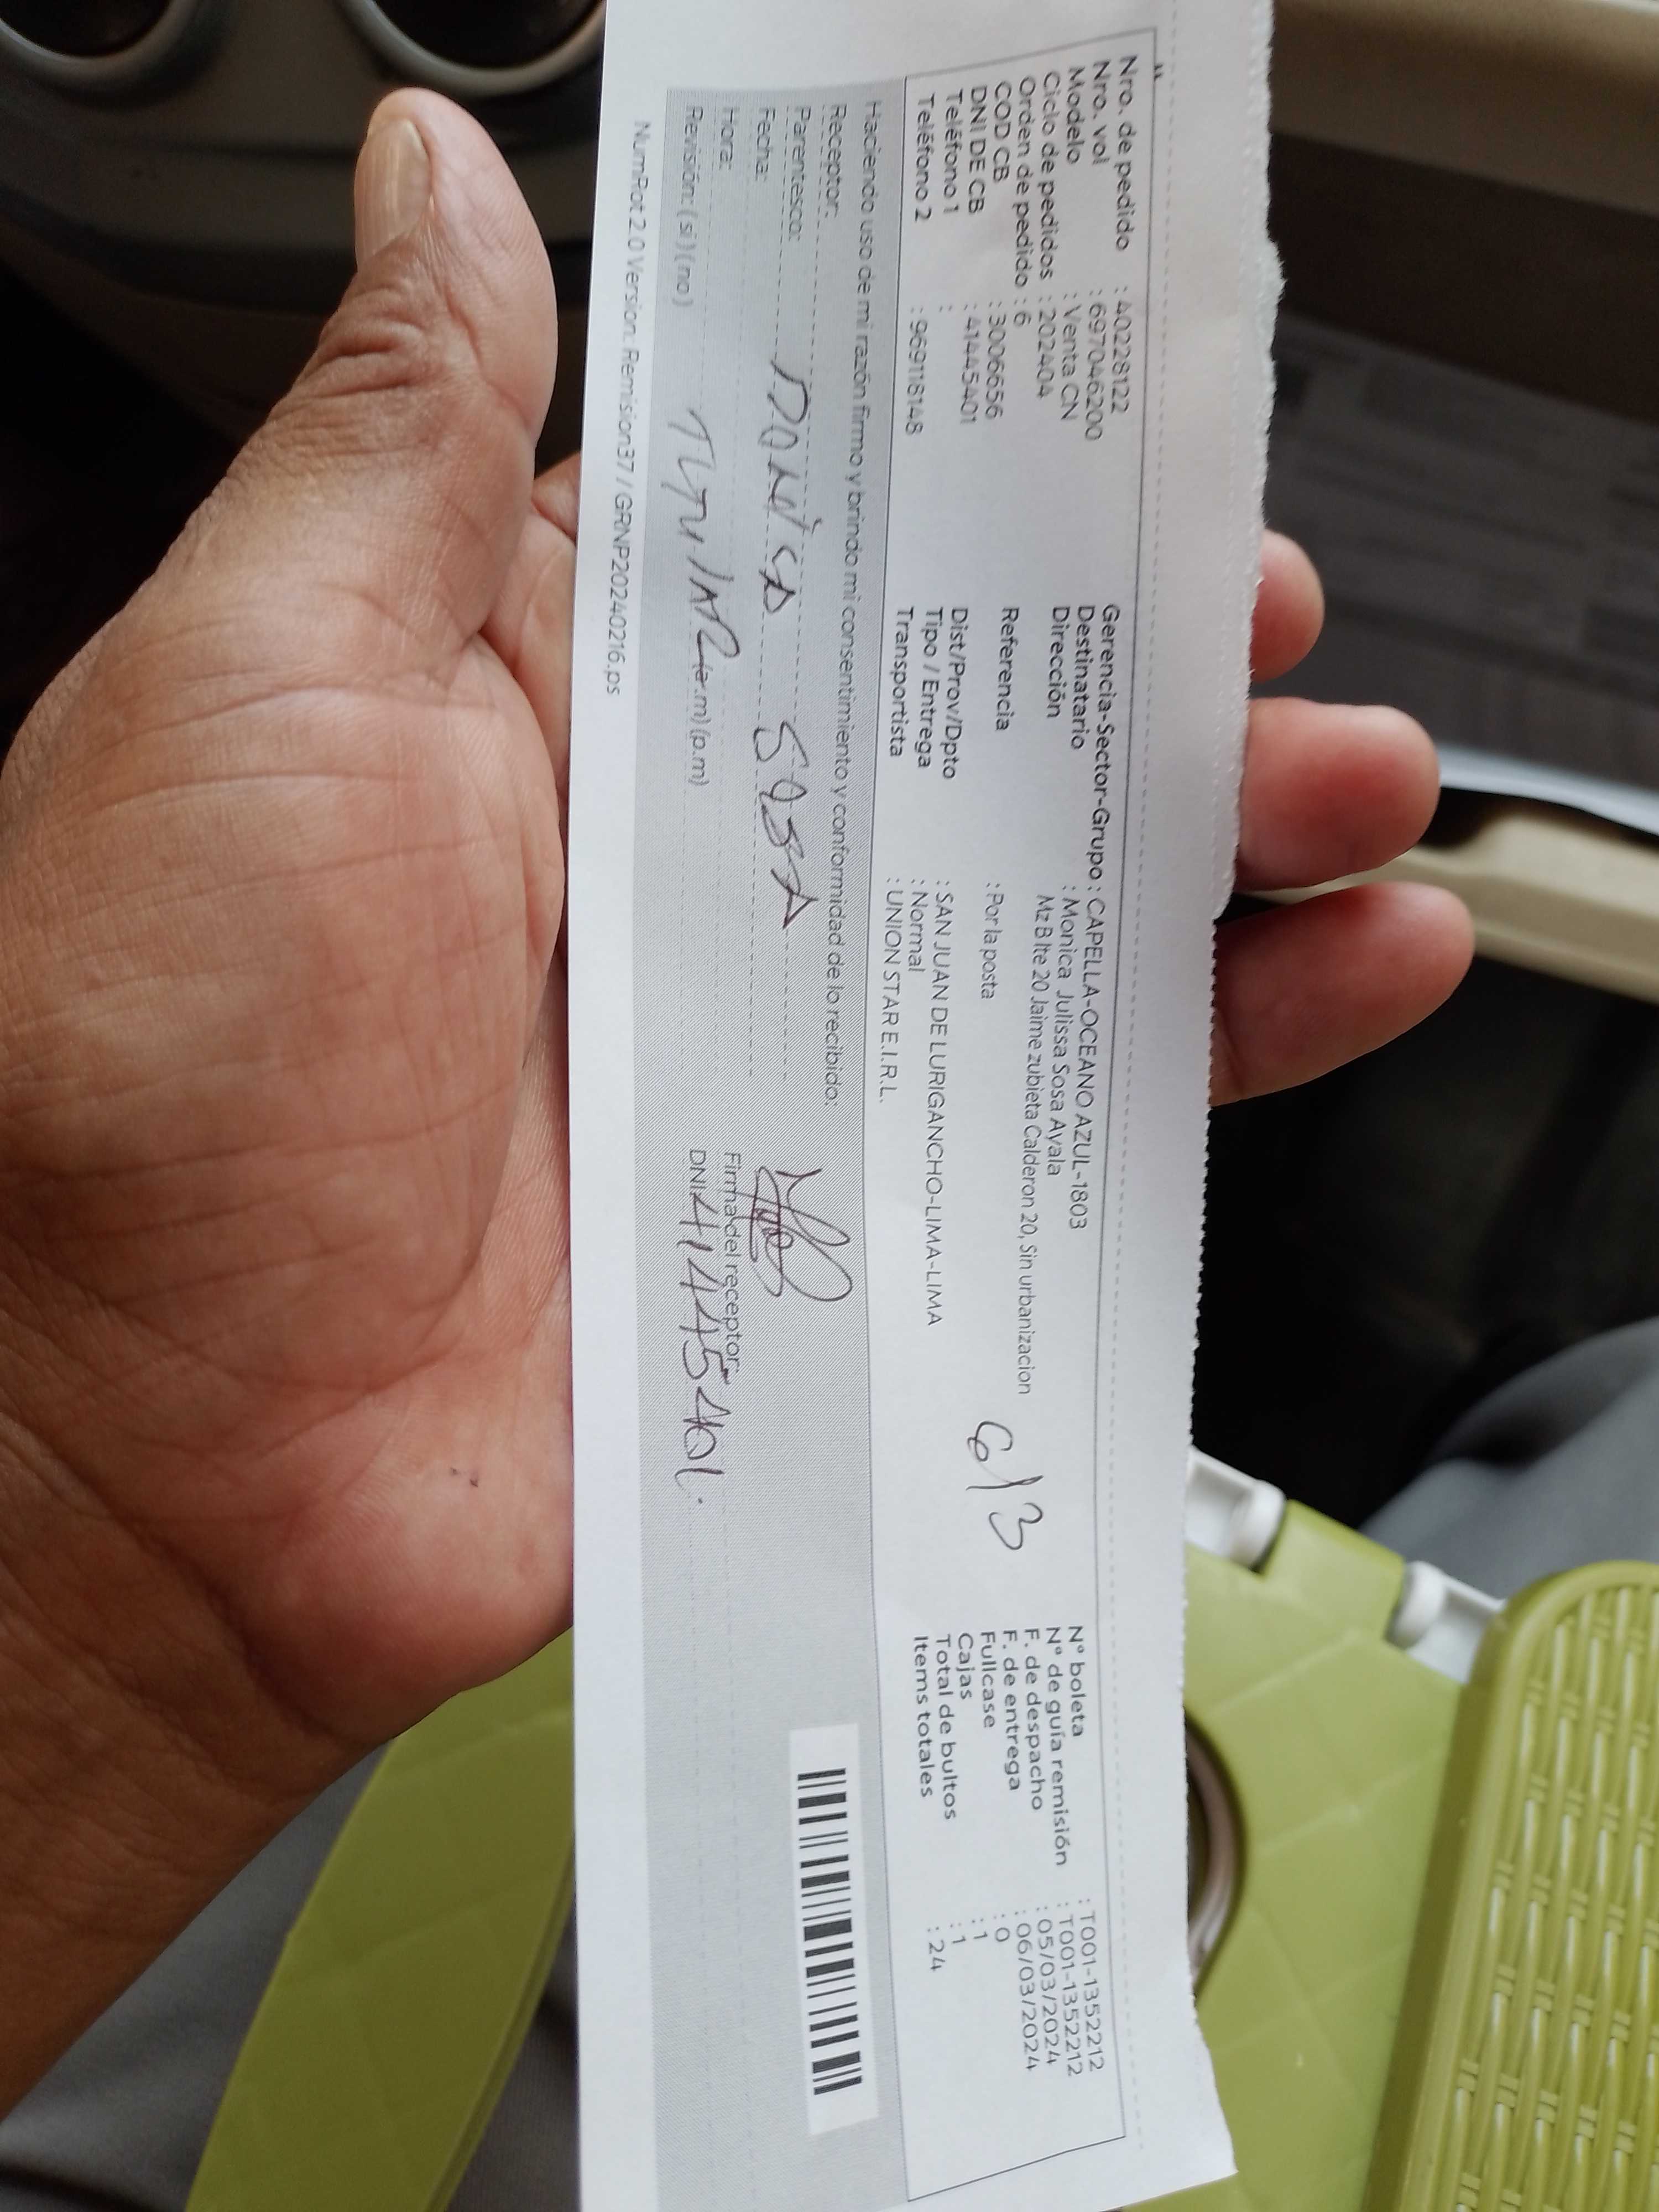 Nro. de pedido : 40228122
Nro. vol : 697046200
Modelo : Venta CN
Ciclo de pedidos : 202404
Orden de pedido : 6
COD CB : 3006656
DNI DE CB : 41445401
Teléfono 1 :
Teléfono 2 : 969118148
Gerencia-Sector-Grupo : CAPELLA-OCEANO AZUL-1803
Destinatario : Monica Julissa Sosa Ayala
Dirección Mz B lte 20 Jaime zubieta Calderon 20, Sin urbanizacion
Referencia : Por la posta
Dist/Prov/Dpto : SAN JUAN DE LURIGANCHO-LIMA-LIMA
Tipo / Entrega : Normal
Transportista : UNION STAR E.I.R.L.
6/3
N° boleta : T001-1352212
N° de guía remisión : T001-1352212
F. de despacho : 05/03/2024
F. de entrega : 06/03/2024
Fullcase : 0
Cajas : 1
Total de bultos : 1
Items totales : 24
Haciendo uso de mi razón firmo y brindo mi consentimiento y conformidad de lo recibido:
Receptor:
Parentesco: Monica Sosa
Fecha:
Hora: Titular (a.m) (p.m)
Revisión: ( si ) ( no )
Firma del receptor:
DNI 41445401.
NumPot 2.0 Version: Remision37 / GRNP20240216.ps